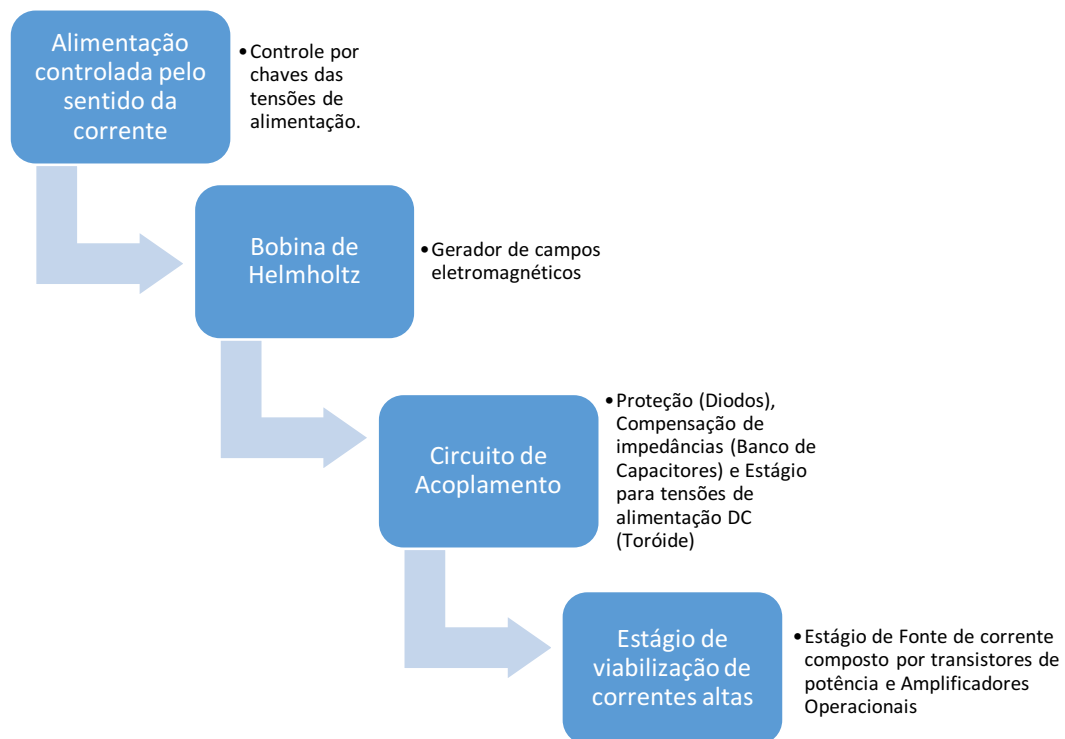 Alimentação
controlada pelo
sentido da
corrente
•Controle por
chaves das
tensões de
alimentação.
Bobina de
Helmholtz
•Gerador de campos
eletromagnéticos
Circuito de
Acoplamento
•Proteção (Diodos),
Compensação de
impedâncias (Banco de
Capacitores) e Estágio
para tensões de
alimentação DC
(Toróide)
Estágio de
viabilização de
correntes altas
•Estágio de Fonte de corrente
composto por transistores de
potência e Amplificadores
Operacionais